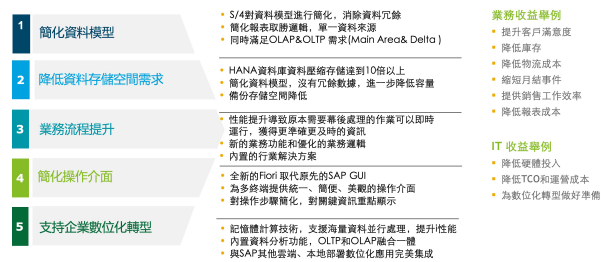 1
簡化資料模型
S/4對資料模型進行簡化，消除資料冗餘
簡化報表取勝邏輯，單一資料來源
同時滿足OLAP&OLTP 需求(Main Area& Delta )
2
降低資料存儲空間需求
HANA資料庫資料壓縮存儲達到10倍以上
簡化資料模型，沒有冗餘數據，進一步降低容量
備份存儲空間降低
3
業務流程提升
性能提升導致原本需要幕後處理的作業可以即時
運行，獲得更準確更及時的資訊
新的業務功能和優化的業務邏輯
內置的行業解決方案
4
簡化操作介面
全新的Fiori 取代原先的SAP GUI
為多終端提供統一、簡便、美觀的操作介面
對操作步驟簡化，對關鍵資訊重點顯示
5
支持企業數位化轉型
記憶體計算技術，支援海量資料並行處理，提升I性能
內置資料分析功能，OLTP和OLAP融合一體
與SAP其他雲端、本地部署數位化應用完美集成
業務收益舉例
提升客戶滿意度
降低庫存
降低物流成本
縮短月結事件
提供銷售工作效率
降低報表成本
IT 收益舉例
降低硬體投入
降低TCO和運營成本
為數位化轉型做好準備